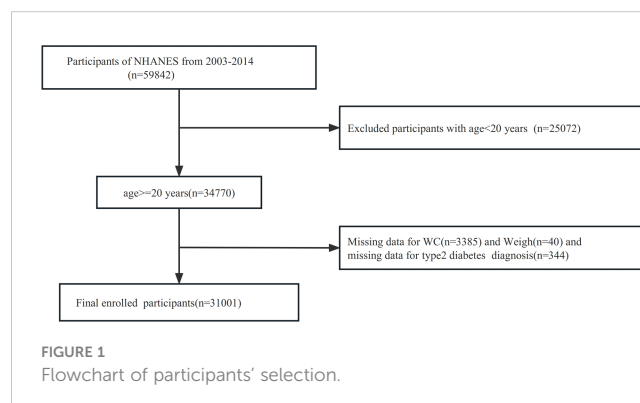 Participants of NHANES from 2003-2014
(n=59842)
Excluded participants with age<20 years (n=25072)
age>=20 years(n=34770)
Missing data for WC(n=3385) and Weigh(n=40) and
missing data for type2 diabetes diagnosis(n=344)
Final enrolled participants(n=31001)
FIGURE 1
Flowchart of participants’ selection.